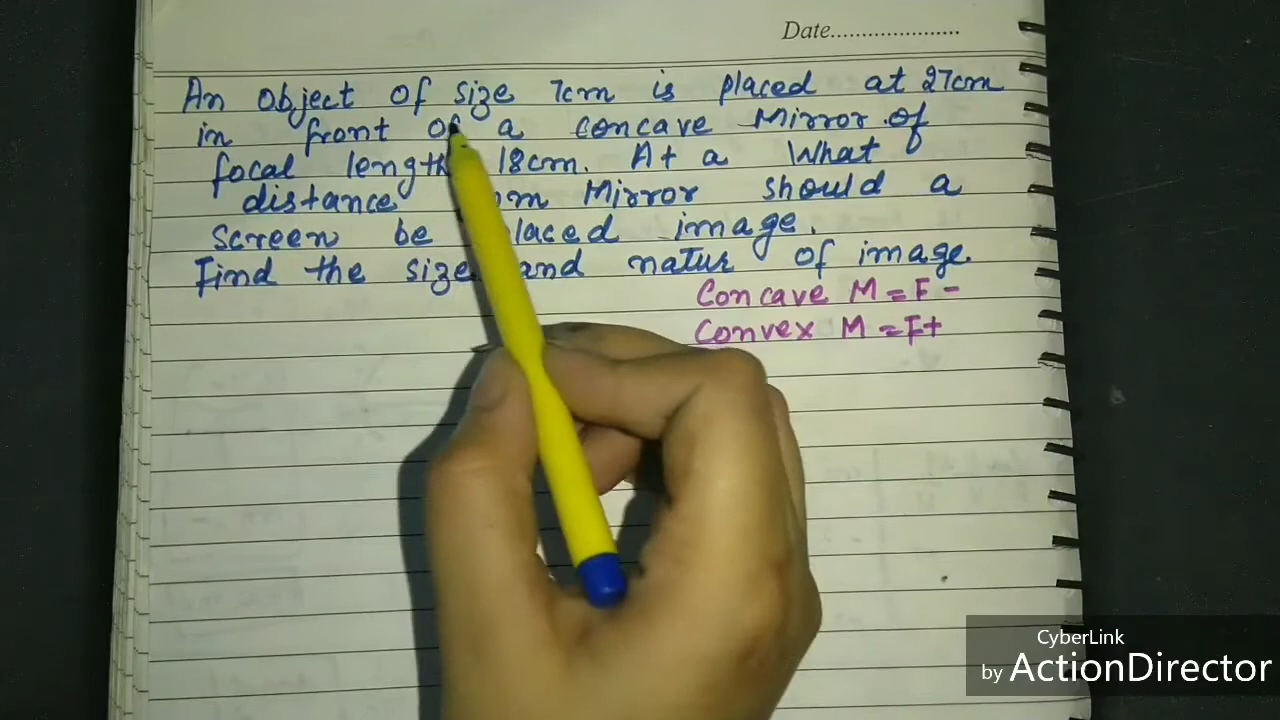 Date.....................
An object of size 7cm is placed at 27cm
in front of a concave Mirror of
focal length 18cm. At a What
distance Mirror should a
screen be image.
Find the size and natur of image.
Concave M = F -
Convex M = F+
CyberLink
by ActionDirector